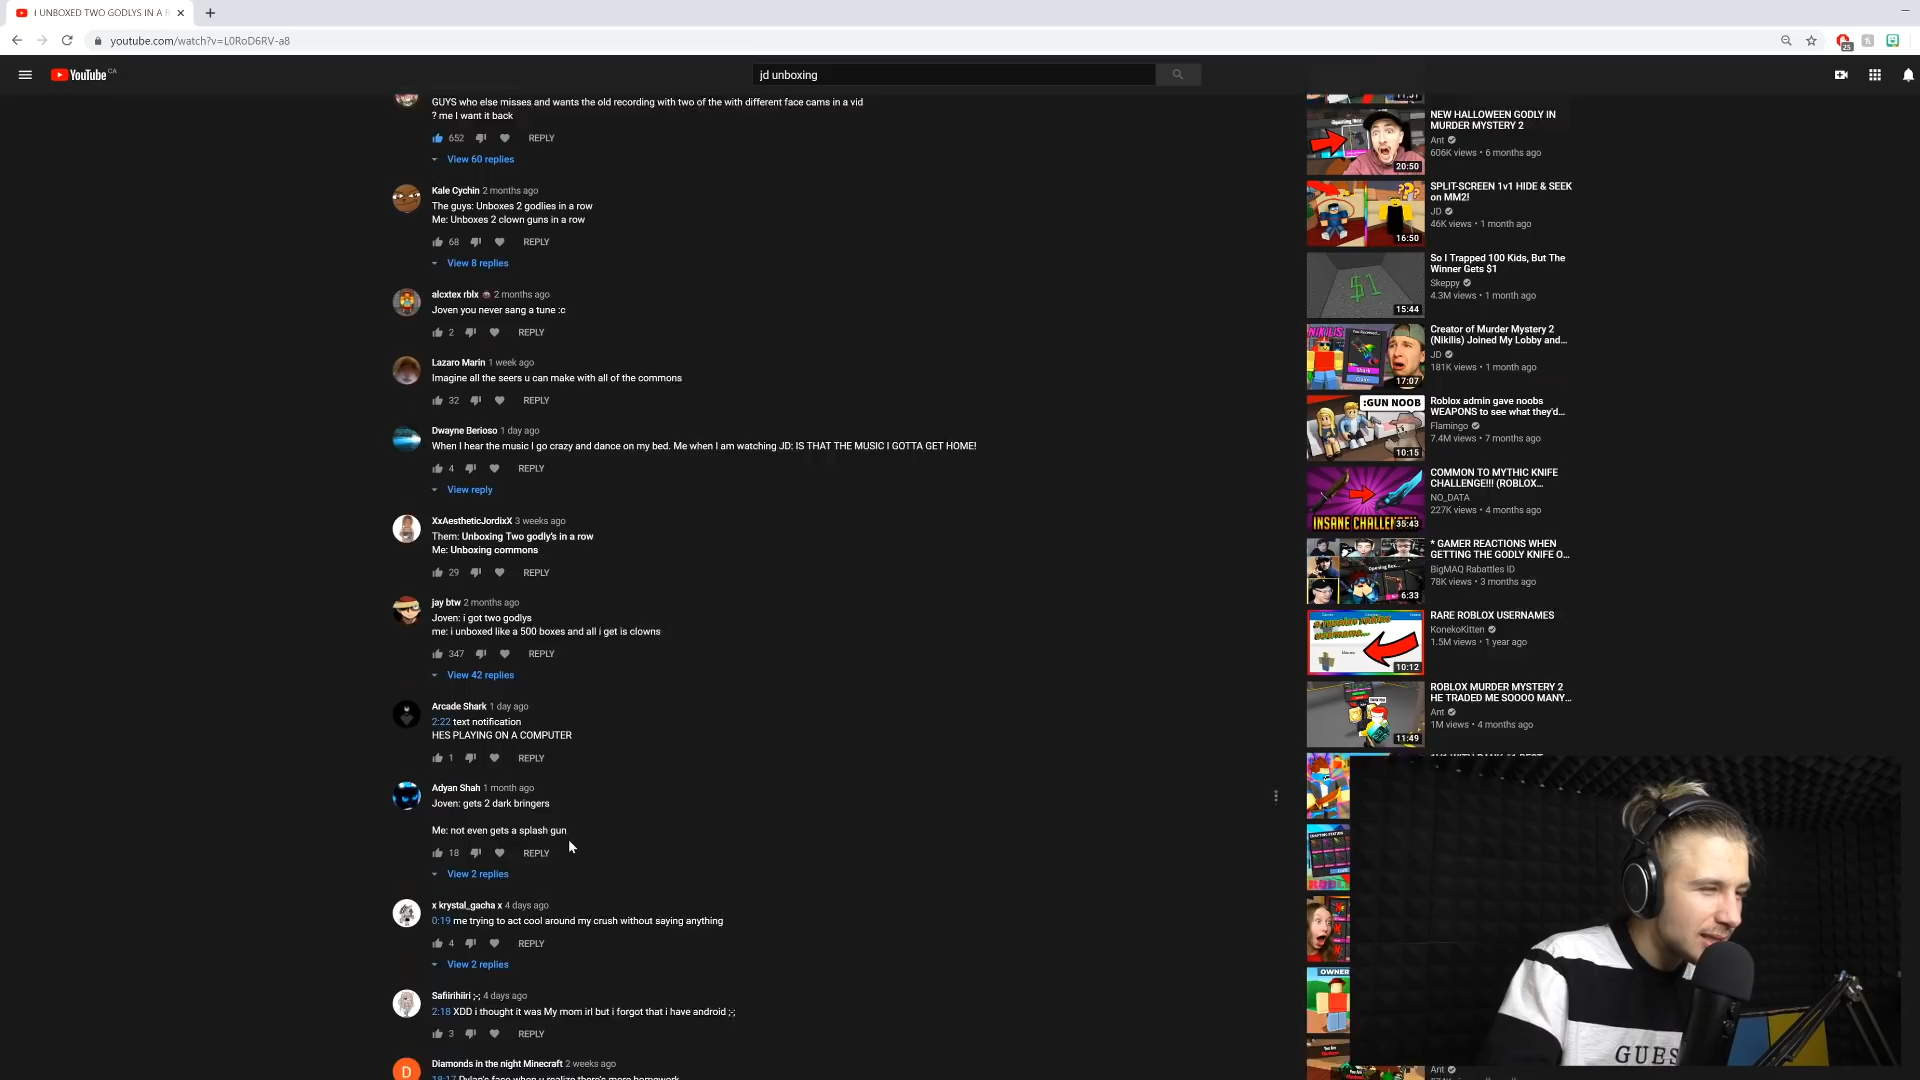 I UNBOXED TWO GODLYS IN A R
youtube.com/watch?v=L0RoD6RV-a8
25
YouTube CA
jd unboxing
GUYS who else misses and wants the old recording with two of the with different face cams in a vid
? me I want it back
652 REPLY
View 60 replies
Kale Cychin 2 months ago
The guys: Unboxes 2 godlies in a row
Me: Unboxes 2 clown guns in a row
68 REPLY
View 8 replies
alcxtex rblx 2 months ago
Joven you never sang a tune :c
2 REPLY
Lazaro Marin 1 week ago
Imagine all the seers u can make with all of the commons
32 REPLY
Dwayne Berioso 1 day ago
When I hear the music I go crazy and dance on my bed. Me when I am watching JD: IS THAT THE MUSIC I GOTTA GET HOME!
4 REPLY
View reply
XxAestheticJordixX 3 weeks ago
Them: Unboxing Two godly's in a row
Me: Unboxing commons
29 REPLY
jay btw 2 months ago
Joven: i got two godlys
me: i unboxed like a 500 boxes and all i get is clowns
347 REPLY
View 42 replies
Arcade Shark 1 day ago
2:22 text notification
HES PLAYING ON A COMPUTER
1 REPLY
Adyan Shah 1 month ago
Joven: gets 2 dark bringers
Me: not even gets a splash gun
18 REPLY
View 2 replies
x krystal_gacha x 4 days ago
0:19 me trying to act cool around my crush without saying anything
4 REPLY
View 2 replies
Safiirihiiri ;-; 4 days ago
2:18 XDD i thought it was My mom irl but i forgot that i have android ;-;
3 REPLY
D
Diamonds in the night Minecraft 2 weeks ago
18:17 Dylan's face when u realize there's more homework
11:51
NEW HALLOWEEN GODLY IN
MURDER MYSTERY 2
Ant
606K views • 6 months ago
20:50
SPLIT-SCREEN 1v1 HIDE & SEEK
on MM2!
JD
46K views • 1 month ago
16:50
So I Trapped 100 Kids, But The
Winner Gets $1
Skeppy
4.3M views • 1 month ago
$1
15:44
Creator of Murder Mystery 2
(Nikilis) Joined My Lobby and...
JD
181K views • 1 month ago
NIKILIS
Shark
17:07
Roblox admin gave noobs
WEAPONS to see what they'd...
Flamingo
7.4M views • 7 months ago
:GUN NOOB
10:15
COMMON TO MYTHIC KNIFE
CHALLENGE!!! (ROBLOX...
NO_DATA
227K views • 4 months ago
INSANE CHALLENGE
35:43
* GAMER REACTIONS WHEN
GETTING THE GODLY KNIFE O...
BigMAQ Rabattles ID
78K views • 3 months ago
6:33
RARE ROBLOX USERNAMES
KonekoKitten
1.5M views • 1 year ago
10:12
ROBLOX MURDER MYSTERY 2
HE TRADED ME SOOOO MANY...
Ant
1M views • 4 months ago
11:49
OWNER
GUES
Ant